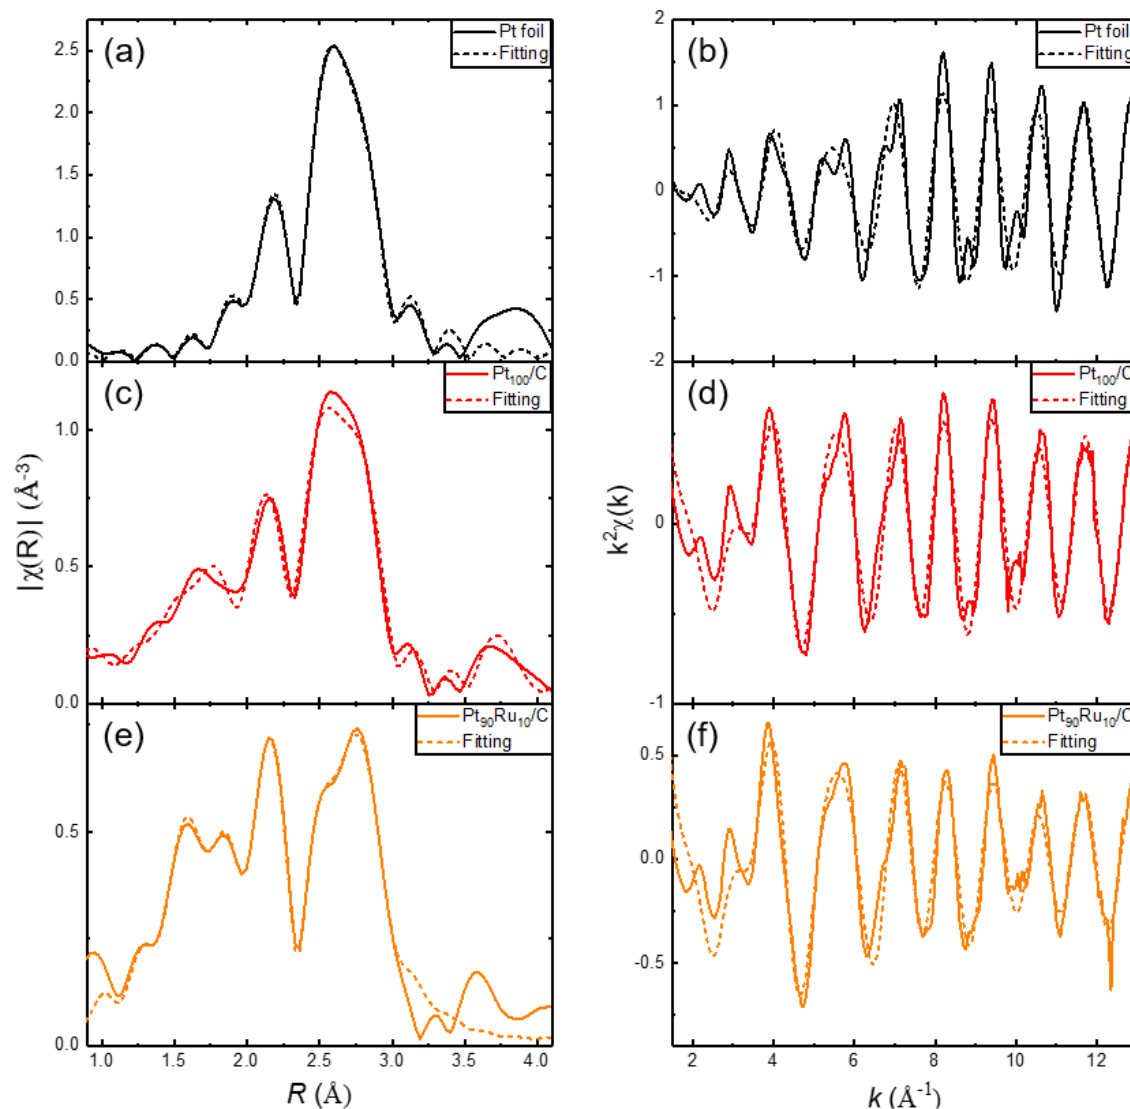 (a)
Pt foil
Fitting
2.5
2.0
1.5
1.0
0.5
0.0
(b)
Pt foil
Fitting
2
1
0
-1
-2
(c)
Pt₁₀₀/C
Fitting
1.0
0.5
0.0
|χ(R)| (Å⁻³)
(d)
Pt₁₀₀/C
Fitting
0
-1
k²χ(k)
(e)
Pt₉₀Ru₁₀/C
Fitting
0.5
0.0
1.0 1.5 2.0 2.5 3.0 3.5 4.0
R (Å)
(f)
Pt₉₀Ru₁₀/C
Fitting
0.5
0.0
-0.5
2 4 6 8 10 12
k (Å⁻¹)